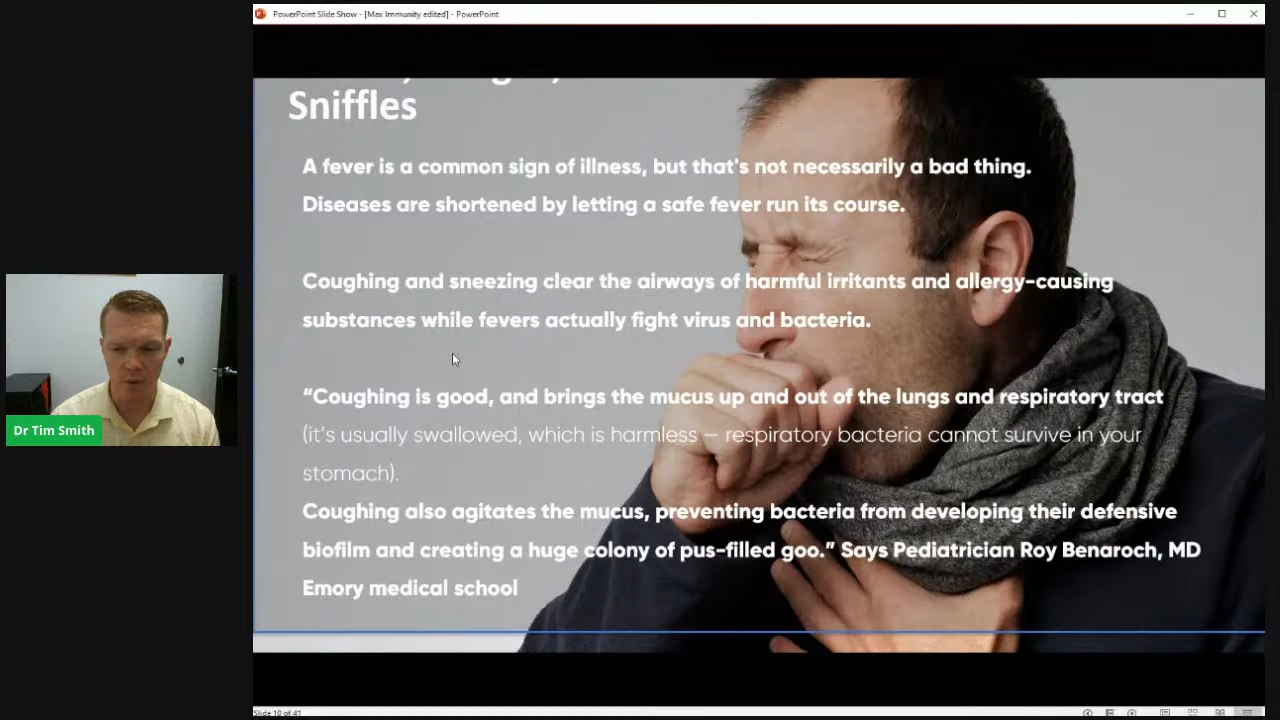 PowerPoint Slide Show - [Max Immunity edited] - PowerPoint
Sniffles
A fever is a common sign of illness, but that's not necessarily a bad thing.
Diseases are shortened by letting a safe fever run its course.
Coughing and sneezing clear the airways of harmful irritants and allergy-causing
substances while fevers actually fight virus and bacteria.
“Coughing is good, and brings the mucus up and out of the lungs and respiratory tract
(it’s usually swallowed, which is harmless – respiratory bacteria cannot survive in your
stomach).
Coughing also agitates the mucus, preventing bacteria from developing their defensive
biofilm and creating a huge colony of pus-filled goo.” Says Pediatrician Roy Benaroch, MD
Emory medical school
Dr Tim Smith
Slide 10 of 41